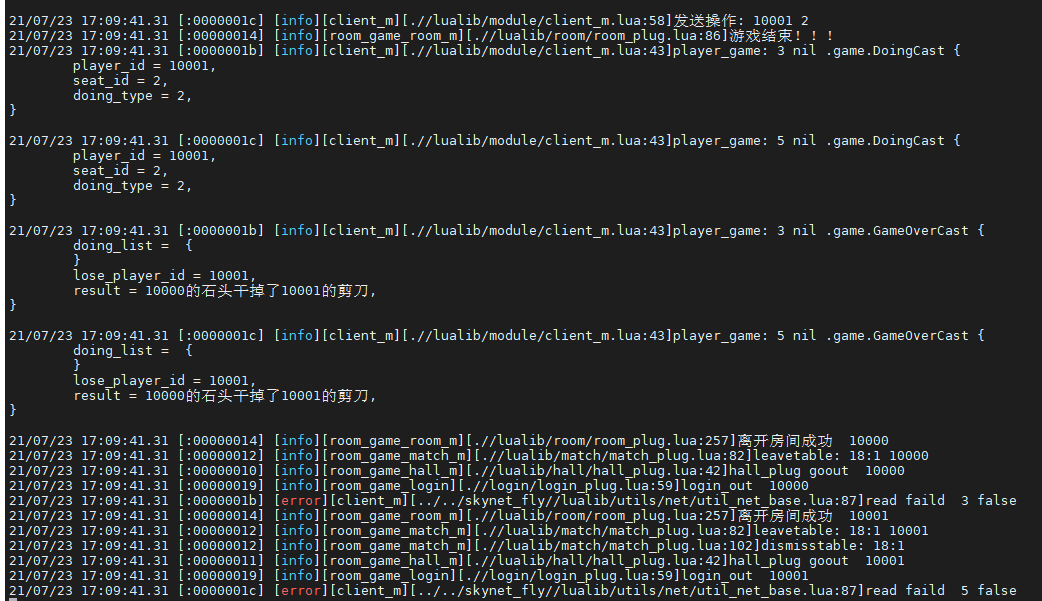 21/07/23 17:09:41.31 [:0000001c] [info][client_m][.//lualib/module/client_m.lua:58]发送操作: 10001 2
21/07/23 17:09:41.31 [:00000014] [info][room_game_room_m][.//lualib/room/room_plug.lua:86]游戏结束！！！
21/07/23 17:09:41.31 [:0000001b] [info][client_m][.//lualib/module/client_m.lua:43]player_game: 3 nil .game.DoingCast {
player_id = 10001,
seat_id = 2,
doing_type = 2,
}
21/07/23 17:09:41.31 [:0000001c] [info][client_m][.//lualib/module/client_m.lua:43]player_game: 5 nil .game.DoingCast {
player_id = 10001,
seat_id = 2,
doing_type = 2,
}
21/07/23 17:09:41.31 [:0000001b] [info][client_m][.//lualib/module/client_m.lua:43]player_game: 3 nil .game.GameOverCast {
doing_list =  {
}
lose_player_id = 10001,
result = 10000的石头干掉了10001的剪刀,
}
21/07/23 17:09:41.31 [:0000001c] [info][client_m][.//lualib/module/client_m.lua:43]player_game: 5 nil .game.GameOverCast {
doing_list =  {
}
lose_player_id = 10001,
result = 10000的石头干掉了10001的剪刀,
}
21/07/23 17:09:41.31 [:00000014] [info][room_game_room_m][.//lualib/room/room_plug.lua:257]离开房间成功  10000
21/07/23 17:09:41.31 [:00000012] [info][room_game_match_m][.//lualib/match/match_plug.lua:82]leavetable: 18:1 10000
21/07/23 17:09:41.31 [:00000010] [info][room_game_hall_m][.//lualib/hall/hall_plug.lua:42]hall_plug goout  10000
21/07/23 17:09:41.31 [:00000019] [info][room_game_login][.//login/login_plug.lua:59]login_out  10000
21/07/23 17:09:41.31 [:0000001b] [error][client_m][../../skynet_fly//lualib/utils/net/util_net_base.lua:87]read faild  3 false
21/07/23 17:09:41.31 [:00000014] [info][room_game_room_m][.//lualib/room/room_plug.lua:257]离开房间成功  10001
21/07/23 17:09:41.31 [:00000012] [info][room_game_match_m][.//lualib/match/match_plug.lua:82]leavetable: 18:1 10001
21/07/23 17:09:41.31 [:00000012] [info][room_game_match_m][.//lualib/match/match_plug.lua:102]dismisstable: 18:1
21/07/23 17:09:41.31 [:00000011] [info][room_game_hall_m][.//lualib/hall/hall_plug.lua:42]hall_plug goout  10001
21/07/23 17:09:41.31 [:00000019] [info][room_game_login][.//login/login_plug.lua:59]login_out  10001
21/07/23 17:09:41.31 [:0000001c] [error][client_m][../../skynet_fly//lualib/utils/net/util_net_base.lua:87]read faild  5 false